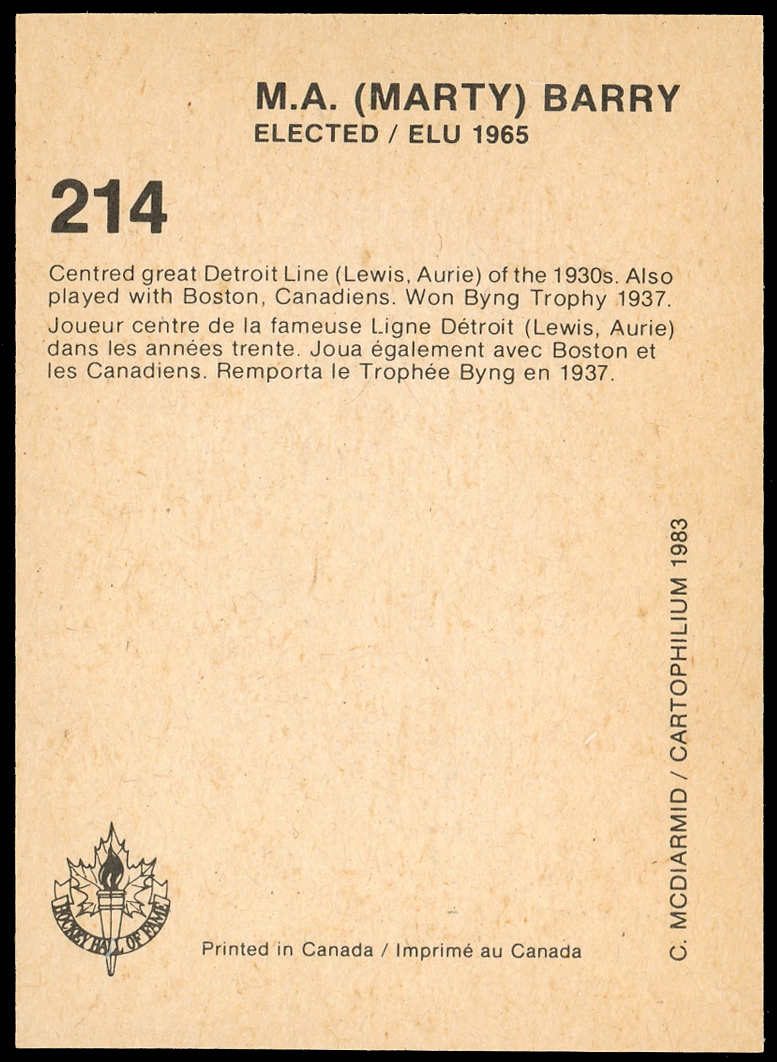 M.A. (MARTY) BARRY
ELECTED / ELU 1965
214
Centred great Detroit Line (Lewis, Aurie) of the 1930s. Also
played with Boston, Canadiens. Won Byng Trophy 1937.
Joueur centre de la fameuse Ligne Détroit (Lewis, Aurie)
dans les années trente. Joua également avec Boston et
les Canadiens. Remporta le Trophée Byng en 1937.
C. MCDIARMID / CARTOPHILIUM 1983
HOCKEY HALL OF FAME
Printed in Canada / Imprimé au Canada